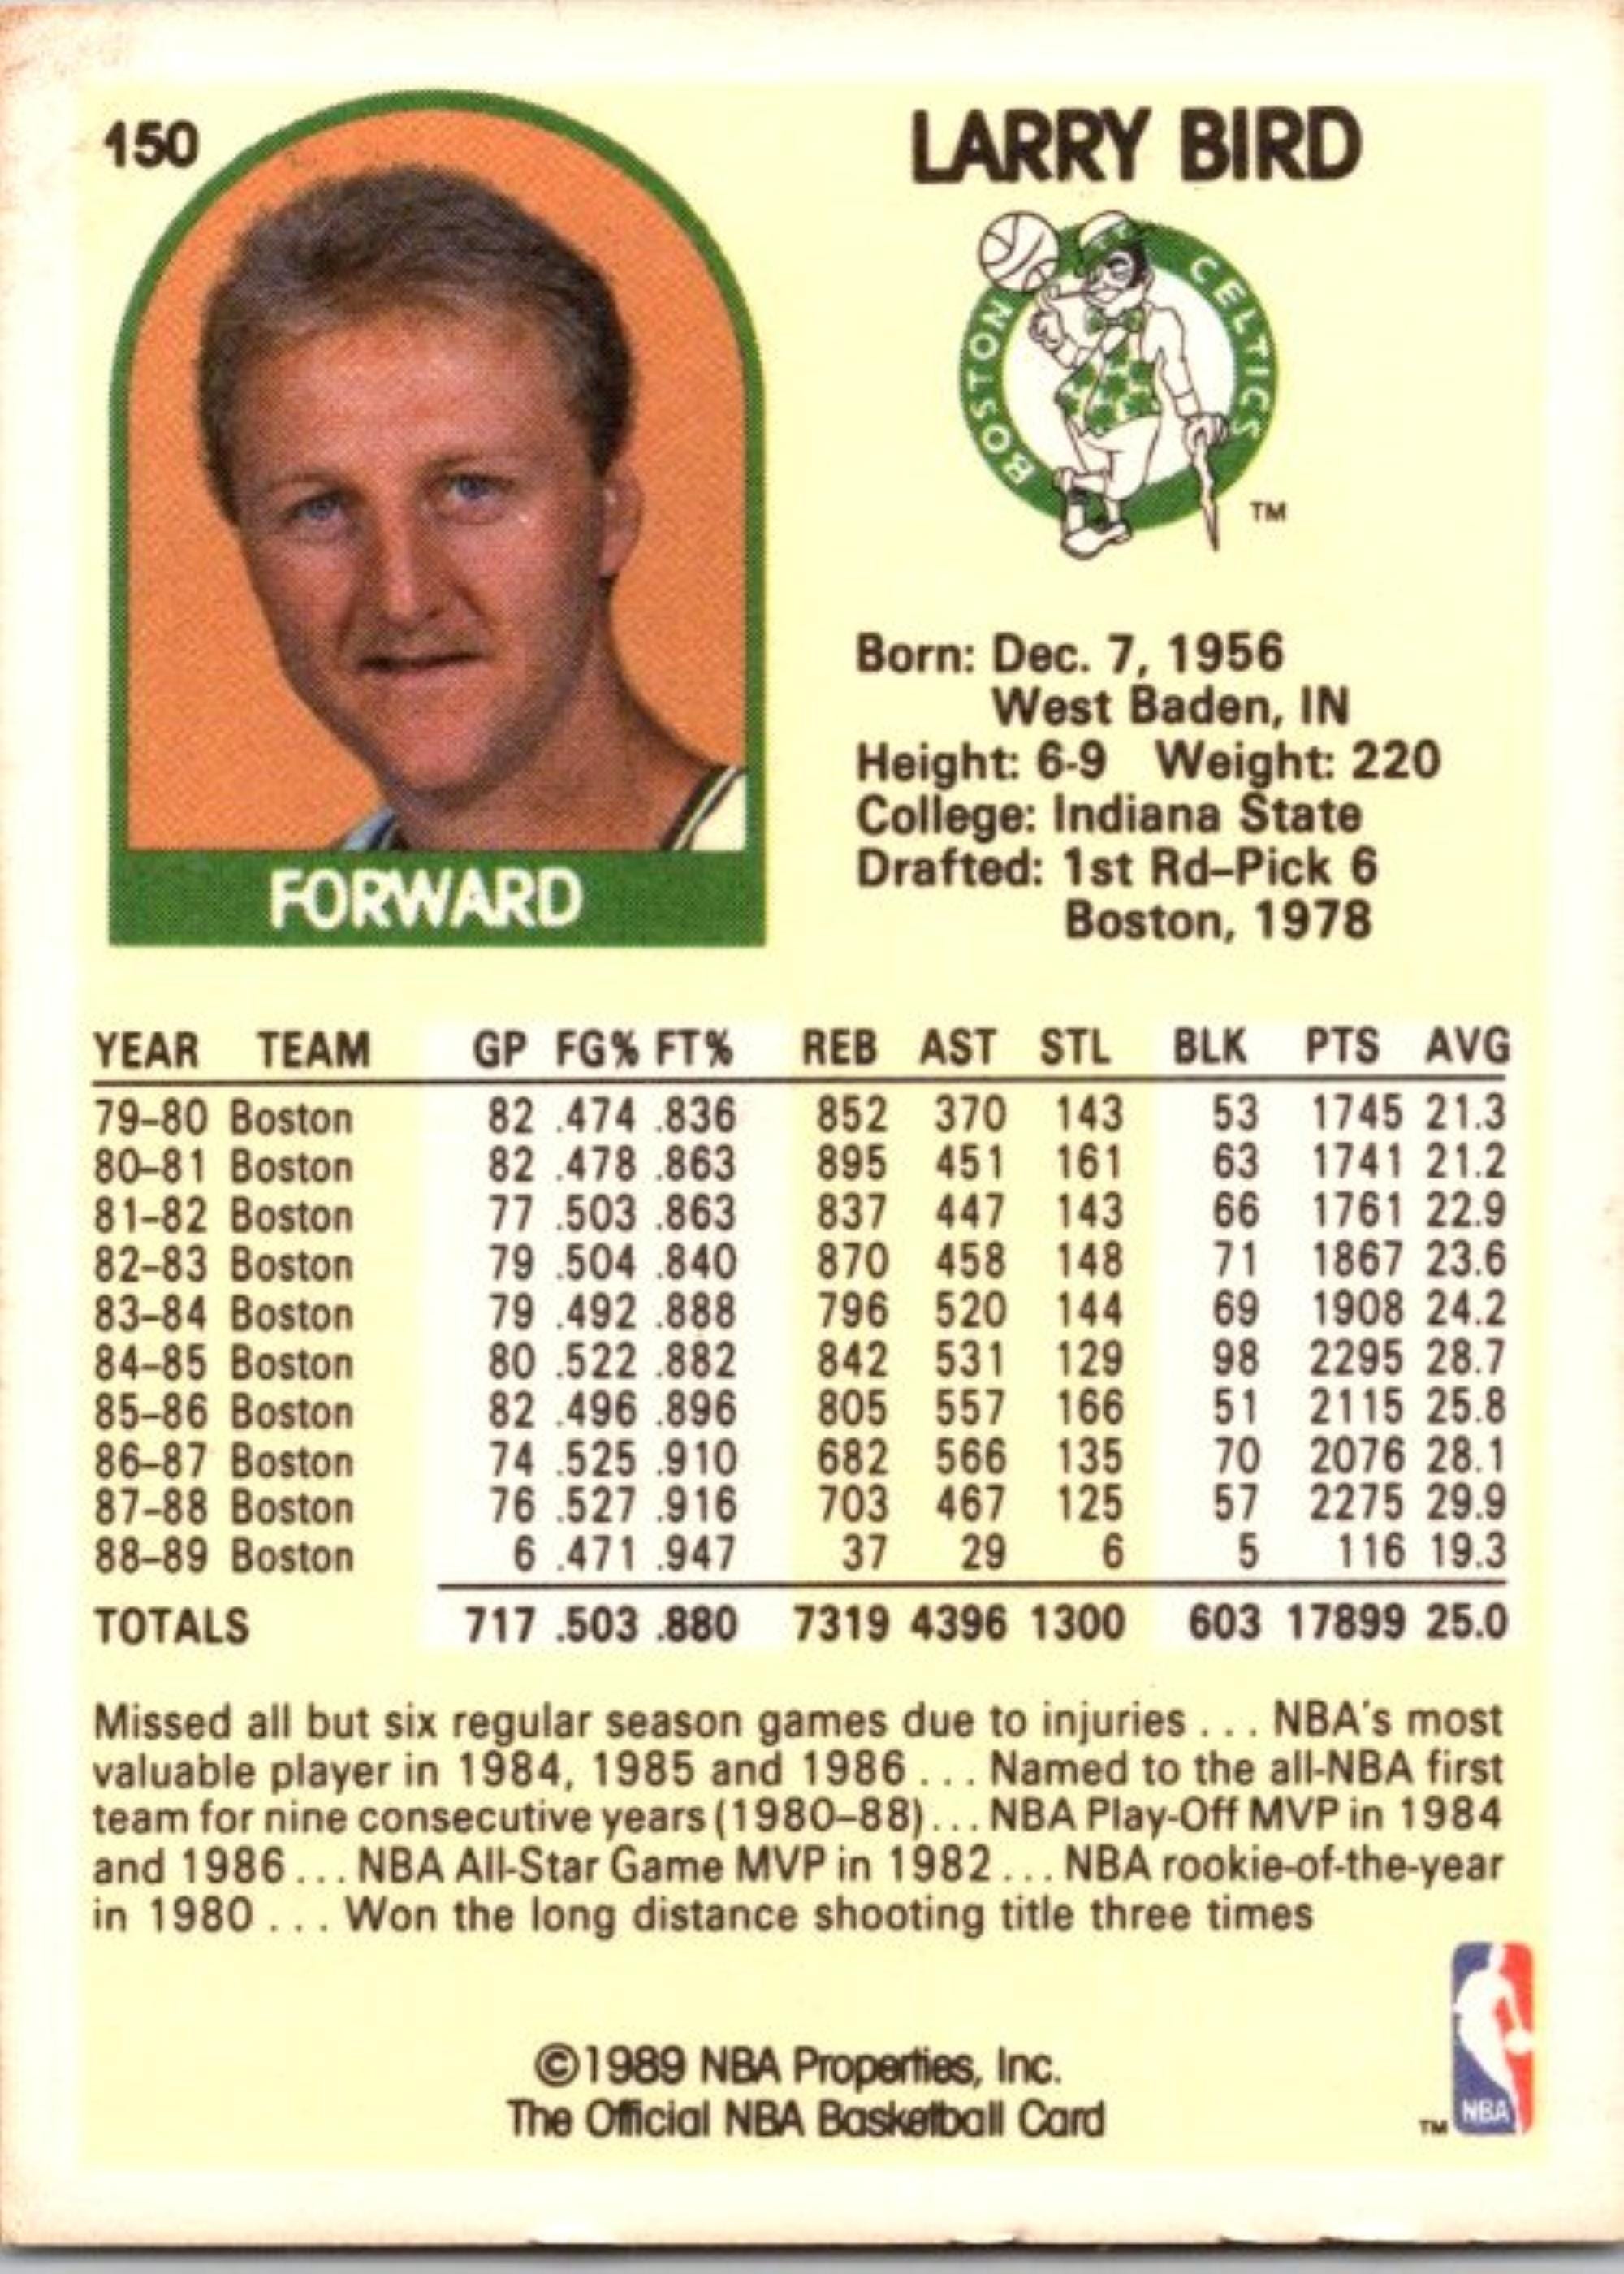 150
LARRY BIRD
BOSTON CELTICS
TM
Born: Dec. 7, 1956
West Baden, IN
Height: 6-9 Weight: 220
College: Indiana State
Drafted: 1st Rd–Pick 6
Boston, 1978
FORWARD
YEAR TEAM GP FG% FT% REB AST STL BLK PTS AVG
79–80 Boston 82 .474 .836 852 370 143 53 1745 21.3
80–81 Boston 82 .478 .863 895 451 161 63 1741 21.2
81–82 Boston 77 .503 .863 837 447 143 66 1761 22.9
82–83 Boston 79 .504 .840 870 458 148 71 1867 23.6
83–84 Boston 79 .492 .888 796 520 144 69 1908 24.2
84–85 Boston 80 .522 .882 842 531 129 98 2295 28.7
85–86 Boston 82 .496 .896 805 557 166 51 2115 25.8
86–87 Boston 74 .525 .910 682 566 135 70 2076 28.1
87–88 Boston 76 .527 .916 703 467 125 57 2275 29.9
88–89 Boston 6 .471 .947 37 29 6 5 116 19.3
TOTALS 717 .503 .880 7319 4396 1300 603 17899 25.0
Missed all but six regular season games due to injuries . . . NBA's most
valuable player in 1984, 1985 and 1986 . . . Named to the all-NBA first
team for nine consecutive years (1980–88) . . . NBA Play-Off MVP in 1984
and 1986 . . . NBA All-Star Game MVP in 1982 . . . NBA rookie-of-the-year
in 1980 . . . Won the long distance shooting title three times
©1989 NBA Properties, Inc.
The Official NBA Basketball Card
TM NBA